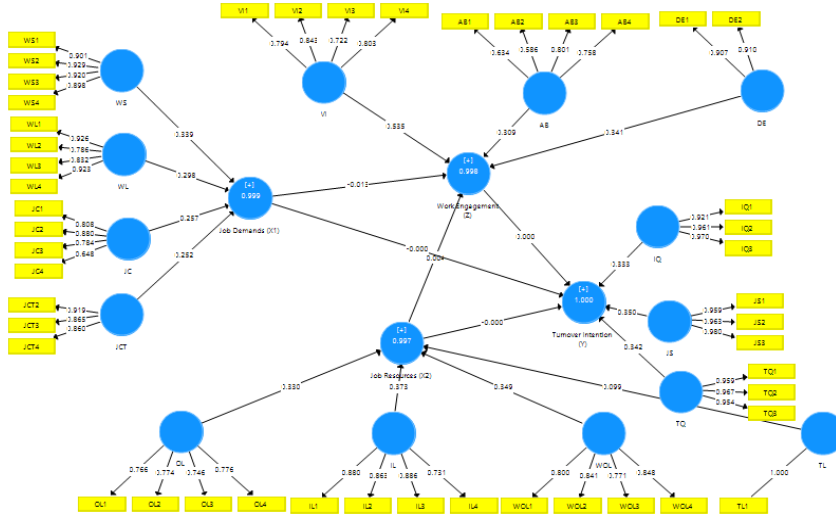 VI1
VI2
VI3
VI4
0.794
0.843
0.722
0.803
VI
AB1
AB2
AB3
AB4
0.634
0.586
0.801
0.758
AB
DE1
DE2
0.907
0.910
DE
WS1
WS2
WS3
WS4
0.901
0.929
0.920
0.898
WS
WL1
WL2
WL3
WL4
0.926
0.786
0.832
0.923
WL
JC1
JC2
JC3
JC4
0.808
0.880
0.784
0.648
JC
JCT2
JCT3
JCT4
0.919
0.865
0.860
JCT
0.339
0.298
0.257
0.252
[+]
0.999
Job Demands (X1)
0.535
0.309
0.341
-0.013
[+]
0.998
Work Engagement
(Z)
-0.000
0.004
-0.000
[+]
1.000
Turnover Intention
(Y)
0.333
0.350
0.342
IQ1
IQ2
IQ3
0.921
0.961
0.970
IQ
JS1
JS2
JS3
0.959
0.963
0.980
JS
TQ1
TQ2
TQ3
0.959
0.967
0.954
TQ
[+]
0.997
Job Resources (X2)
-0.000
0.330
0.373
0.349
0.099
OL
0.766
0.774
0.746
0.776
OL1
OL2
OL3
OL4
IL
0.880
0.863
0.886
0.731
IL1
IL2
IL3
IL4
WOL
0.800
0.841
0.771
0.848
WOL1
WOL2
WOL3
WOL4
TL
1.000
TL1